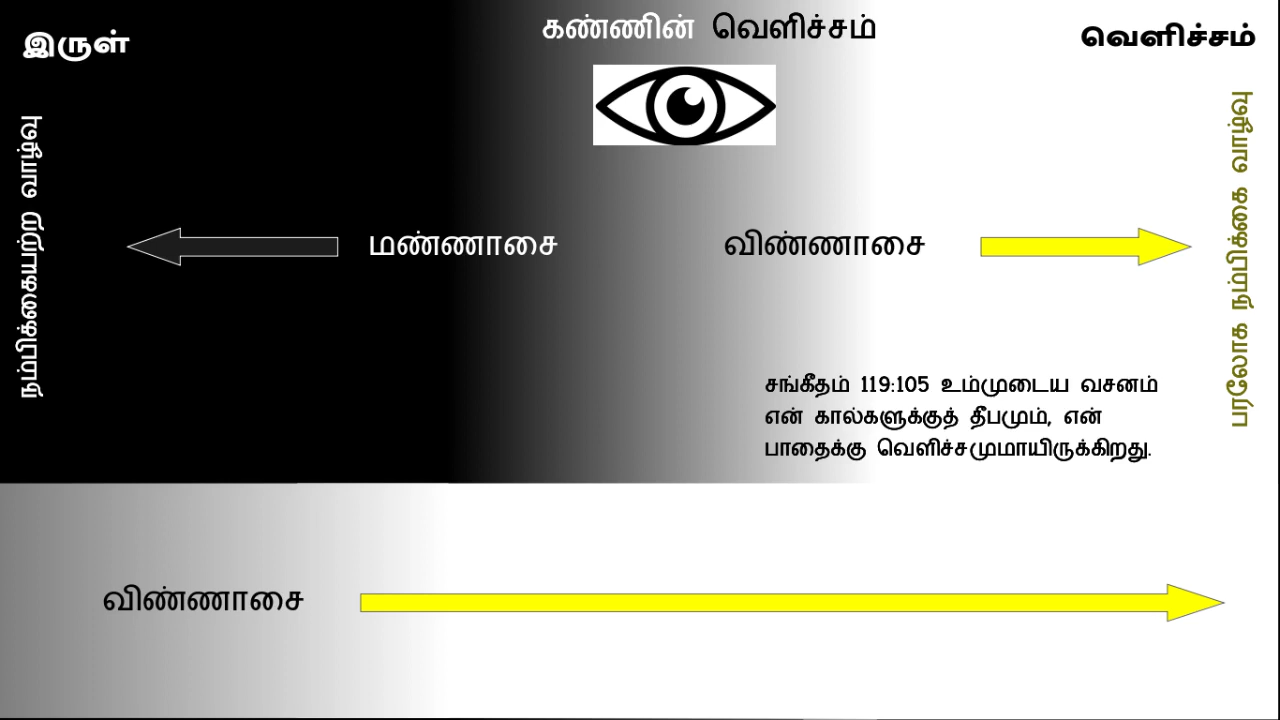 இருள்
கண்ணின் வெளிச்சம்
வெளிச்சம்
நம்பிக்கையற்ற வாழ்வு
மண்ணாசை
விண்ணாசை
பரலோக நம்பிக்கை வாழ்வு
சங்கீதம் 119:105 உம்முடைய வசனம்
என் கால்களுக்குத் தீபமும், என்
பாதைக்கு வெளிச்சமுமாயிருக்கிறது.
விண்ணாசை